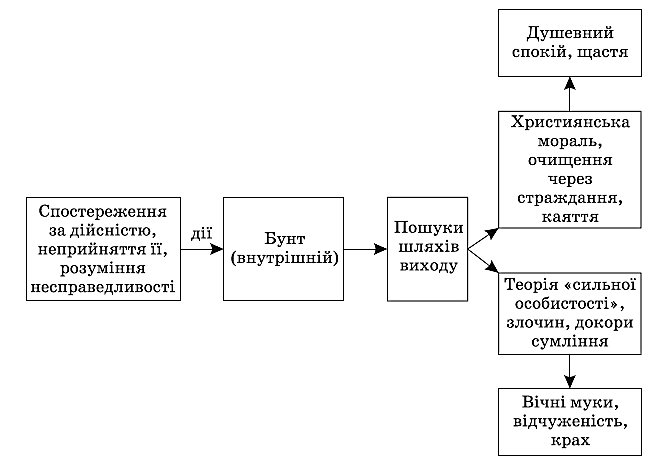 Душевний
спокій, щастя
Християнська
мораль,
очищення
через
страждання,
каяття
Спостереження
за дійсністю,
неприйняття її,
розуміння
несправедливості
дії
Бунт
(внутрішній)
Пошуки
шляхів
виходу
Теорія «сильної
особистості»,
злочин, докори
сумління
Вічні муки,
відчуженість,
крах